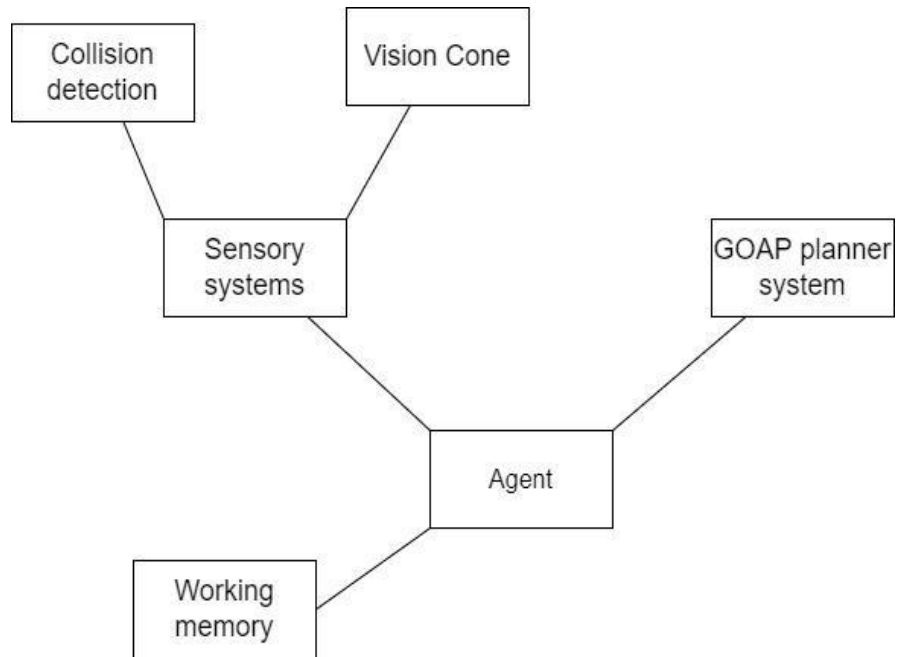 Collision
detection
Vision Cone
Sensory
systems
GOAP planner
system
Agent
Working
memory